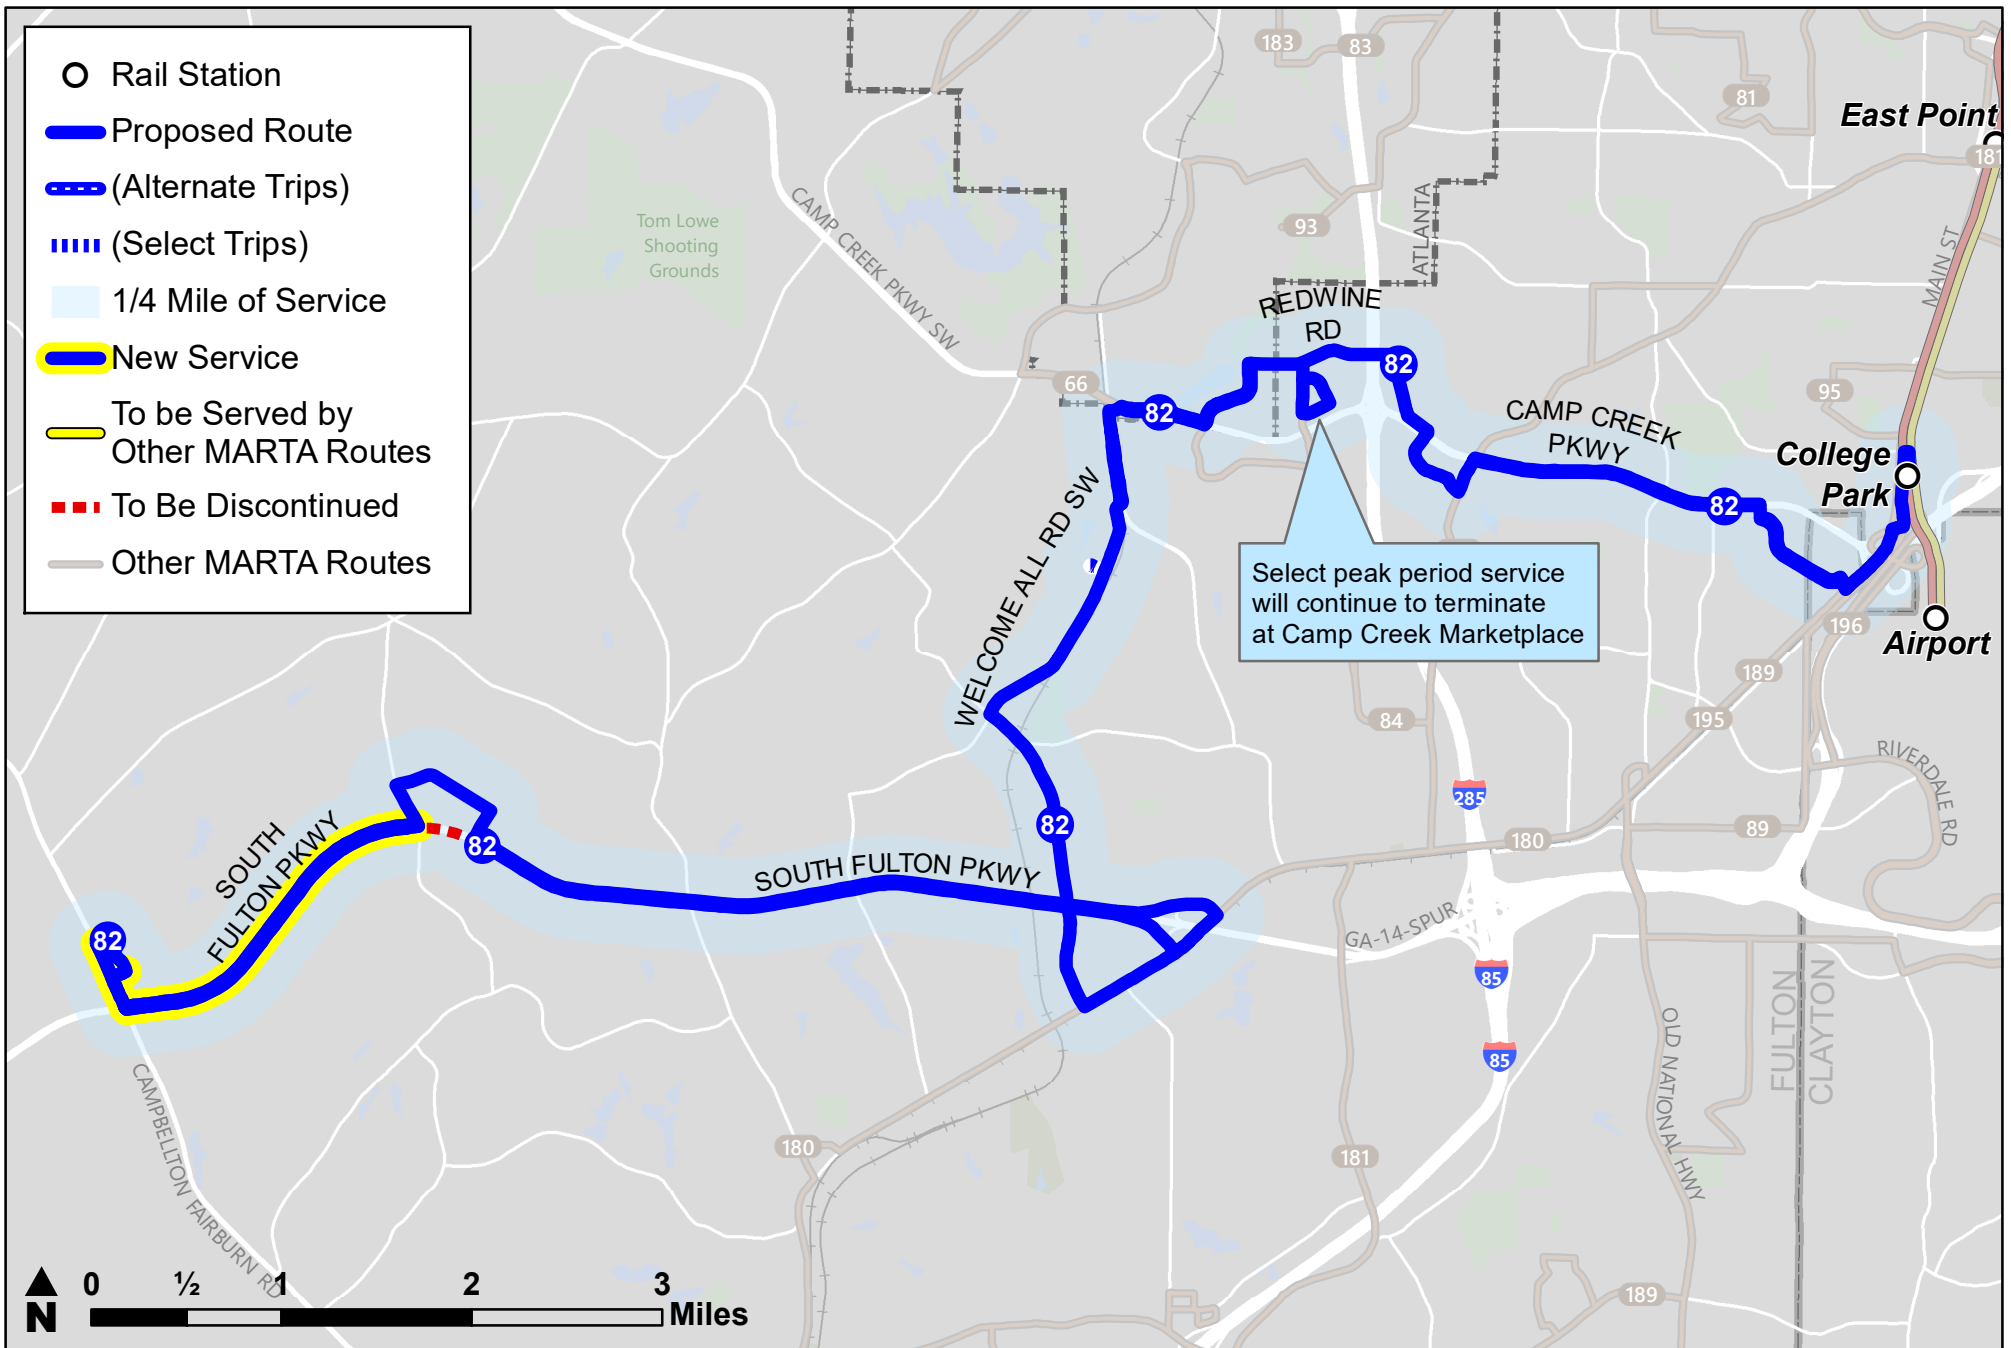 Rail Station
Proposed Route
(Alternate Trips)
(Select Trips)
1/4 Mile of Service
New Service
To be Served by
Other MARTA Routes
To Be Discontinued
Other MARTA Routes
183
83
81
East Point
181
Tom Lowe
Shooting
Grounds
CAMP CREEK PKWY SW
93
ATLANTA
MAIN ST
REDWINE
RD
66
82
82
95
CAMP CREEK
PKWY
College
Park
82
WELCOME ALL RD SW
Select peak period service
will continue to terminate
at Camp Creek Marketplace
196
Airport
189
84
195
RIVERDALE RD
285
82
180
89
SOUTH
FULTON PKWY
82
SOUTH FULTON PKWY
GA-14-SPUR
82
85
FULTON
CLAYTON
OLD NATIONAL HWY
85
CAMPBELLTON FAIRBURN RD
180
181
189
N
0
½
1
2
3
Miles